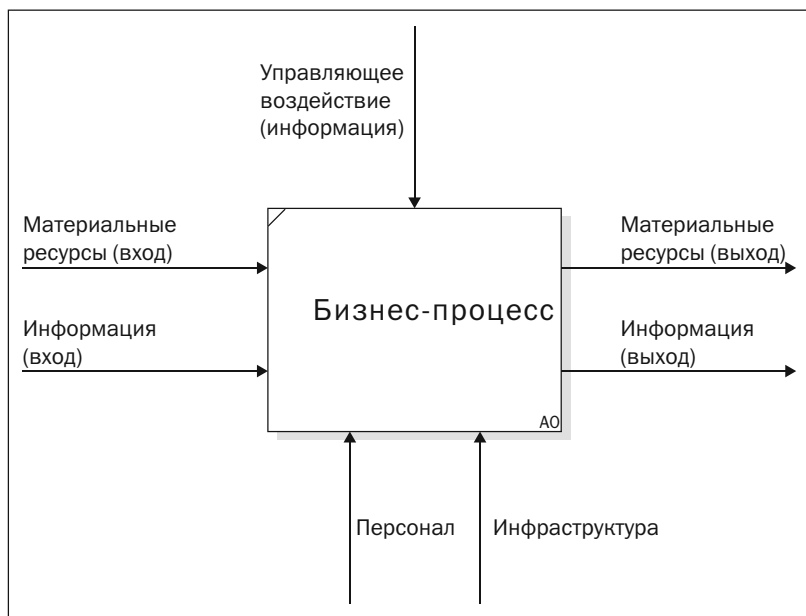 Управляющее
воздействие
(информация)
Материальные
ресурсы (вход)
Материальные
ресурсы (выход)
Бизнес-процесс
Информация
(вход)
Информация
(выход)
А0
Персонал
Инфраструктура